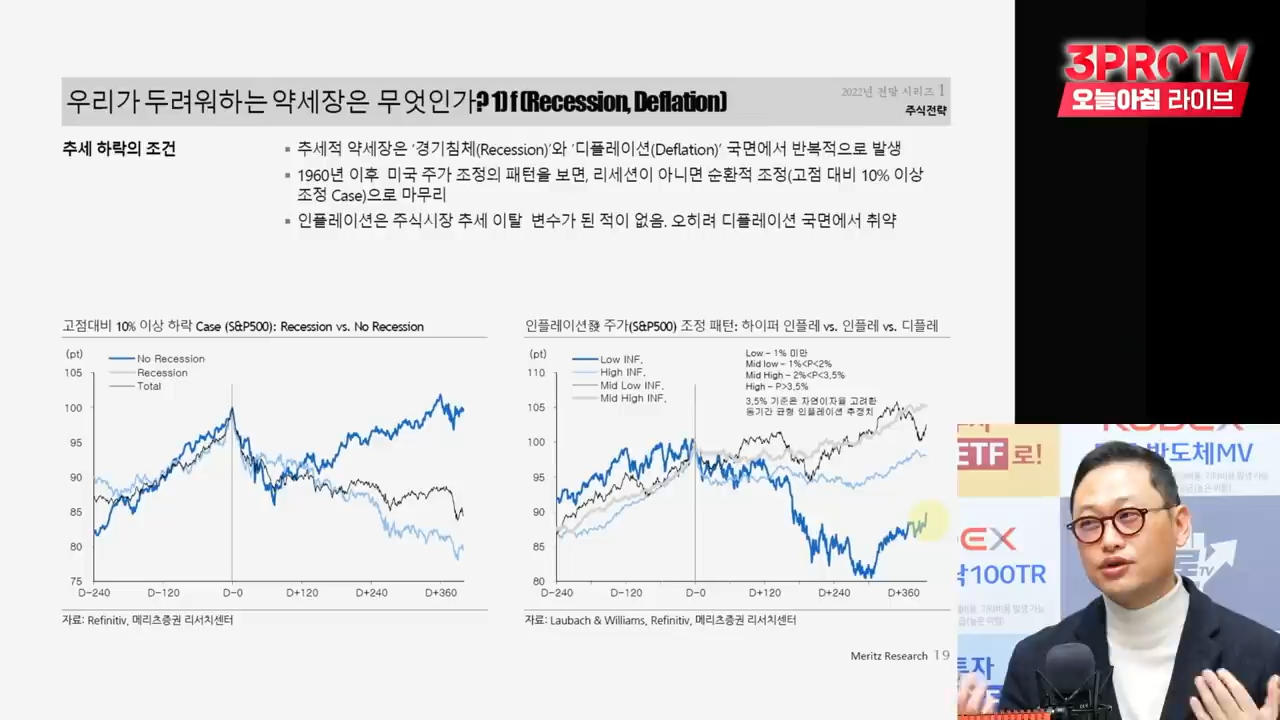 우리가 두려워하는 약세장은 무엇인가? 1) f (Recession, Deflation)
2022년 전망 시리즈 1
주식전략
추세 하락의 조건
▪ 추세적 약세장은 ‘경기침체(Recession)’와 ‘디플레이션(Deflation)’ 국면에서 반복적으로 발생
▪ 1960년 이후 미국 주가 조정의 패턴을 보면, 리세션이 아니면 순환적 조정(고점 대비 10% 이상
조정 Case)으로 마무리
▪ 인플레이션은 주식시장 추세 이탈 변수가 된 적이 없음. 오히려 디플레이션 국면에서 취약
고점대비 10% 이상 하락 Case (S&P500): Recession vs. No Recession
(pt)
No Recession
Recession
Total
105
100
95
90
85
80
75
D-240
D-120
D-0
D+120
D+240
D+360
자료: Refinitiv, 메리츠증권 리서치센터
인플레이션發 주가(S&P500) 조정 패턴: 하이퍼 인플레 vs. 인플레 vs. 디플레
(pt)
Low INF.
High INF.
Mid Low INF.
Mid High INF.
Low - 1% 미만
Mid low - 1%<P<2%
Mid High - 2%<P<3.5%
High - P>3.5%
3.5% 기준은 자연이자율 고려한
동기간 균형 인플레이션 추정치
110
105
100
95
90
85
80
D-240
D-120
D-0
D+120
D+240
D+360
자료: Laubach & Williams, Refinitiv, 메리츠증권 리서치센터
Meritz Research 19
3PRO TV
오늘아침 라이브
ETF로!
KODEX
반도체MV
EX
100TR
TV
투자